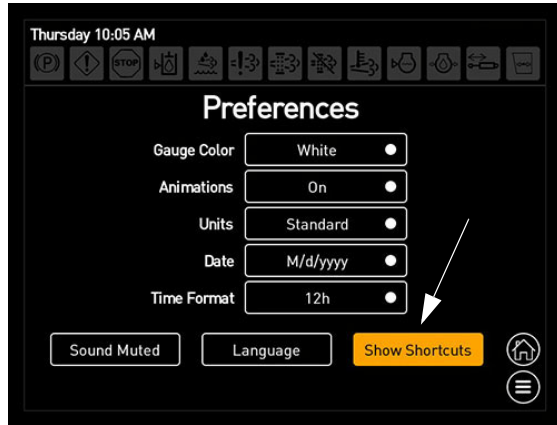 Thursday 10:05 AM
P ! STOP
Preferences
Gauge Color White
Animations On
Units Standard
Date M/d/yyyy
Time Format 12h
Sound Muted Language Show Shortcuts